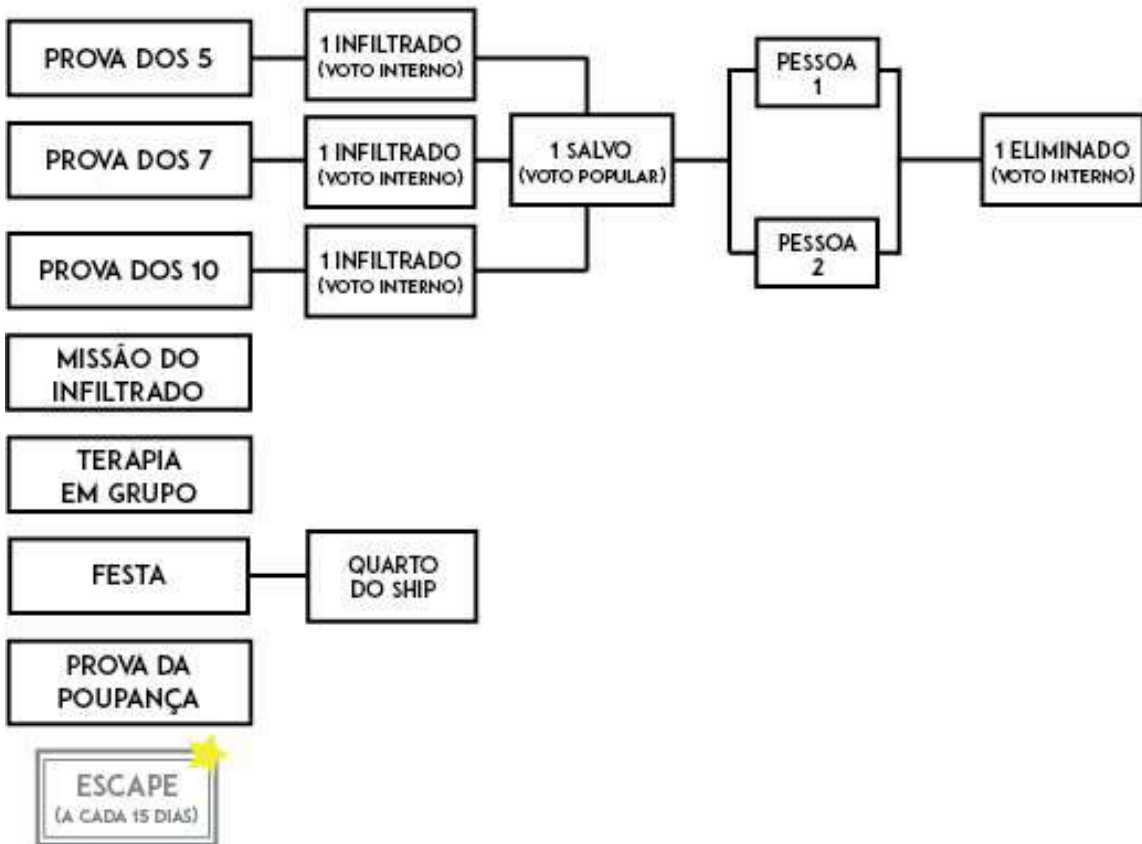 PROVA DOS 5
1 INFILTRADO
(VOTO INTERNO)
PROVA DOS 7
1 INFILTRADO
(VOTO INTERNO)
PROVA DOS 10
1 INFILTRADO
(VOTO INTERNO)
1 SALVO
(VOTO POPULAR)
PESSOA
1
PESSOA
2
1 ELIMINADO
(VOTO INTERNO)
MISSÃO DO
INFILTRADO
TERAPIA
EM GRUPO
FESTA
QUARTO
DO SHIP
PROVA DA
POUPANÇA
ESCAPE
(A CADA 15 DIAS)